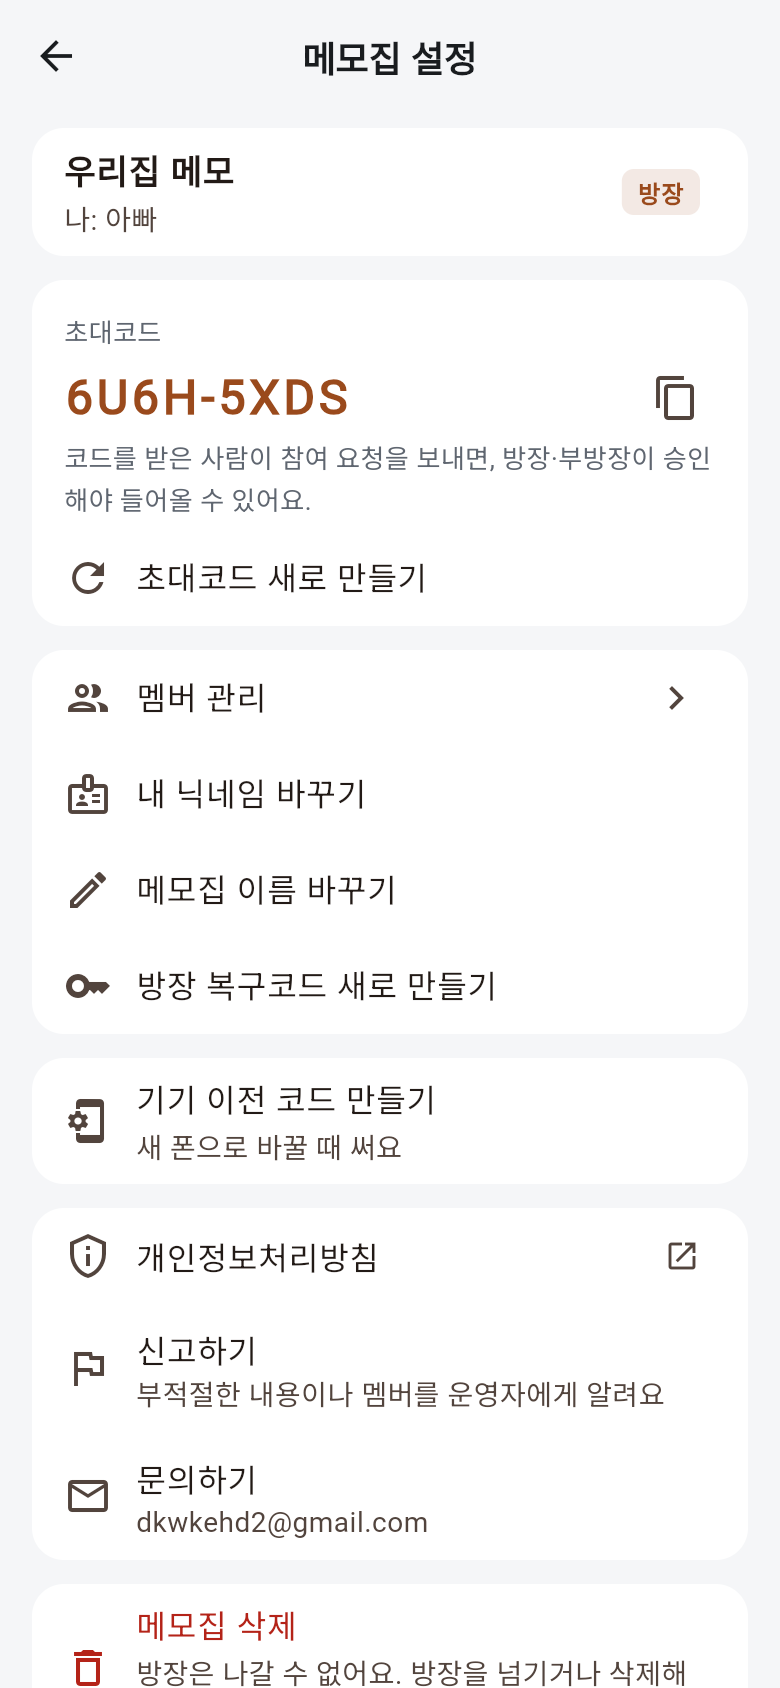 메모집 설정
우리집 메모
나: 아빠
방장
초대코드
6U6H-5XDS
코드를 받은 사람이 참여 요청을 보내면, 방장·부방장이 승인
해야 들어올 수 있어요.
초대코드 새로 만들기
멤버 관리
내 닉네임 바꾸기
메모집 이름 바꾸기
방장 복구코드 새로 만들기
기기 이전 코드 만들기
새 폰으로 바꿀 때 써요
개인정보처리방침
신고하기
부적절한 내용이나 멤버를 운영자에게 알려요
문의하기
dkwkehd2@gmail.com
메모집 삭제
방장은 나갈 수 없어요. 방장을 넘기거나 삭제해